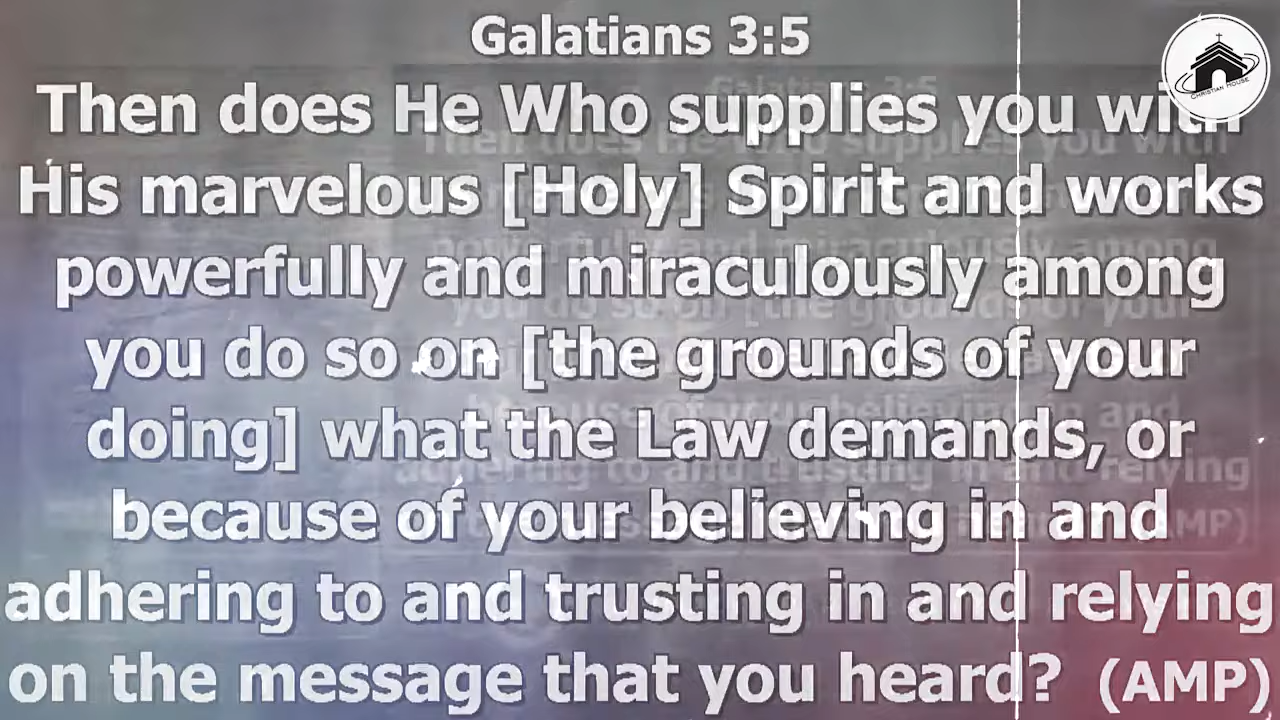 Galatians 3:5
Then does He Who supplies you with
His marvelous [Holy] Spirit and works
powerfully and miraculously among
you do so on [the grounds of your
doing] what the Law demands, or
because of your believing in and
adhering to and trusting in and relying
on the message that you heard? (AMP)
CHRISTIAN HOUSE